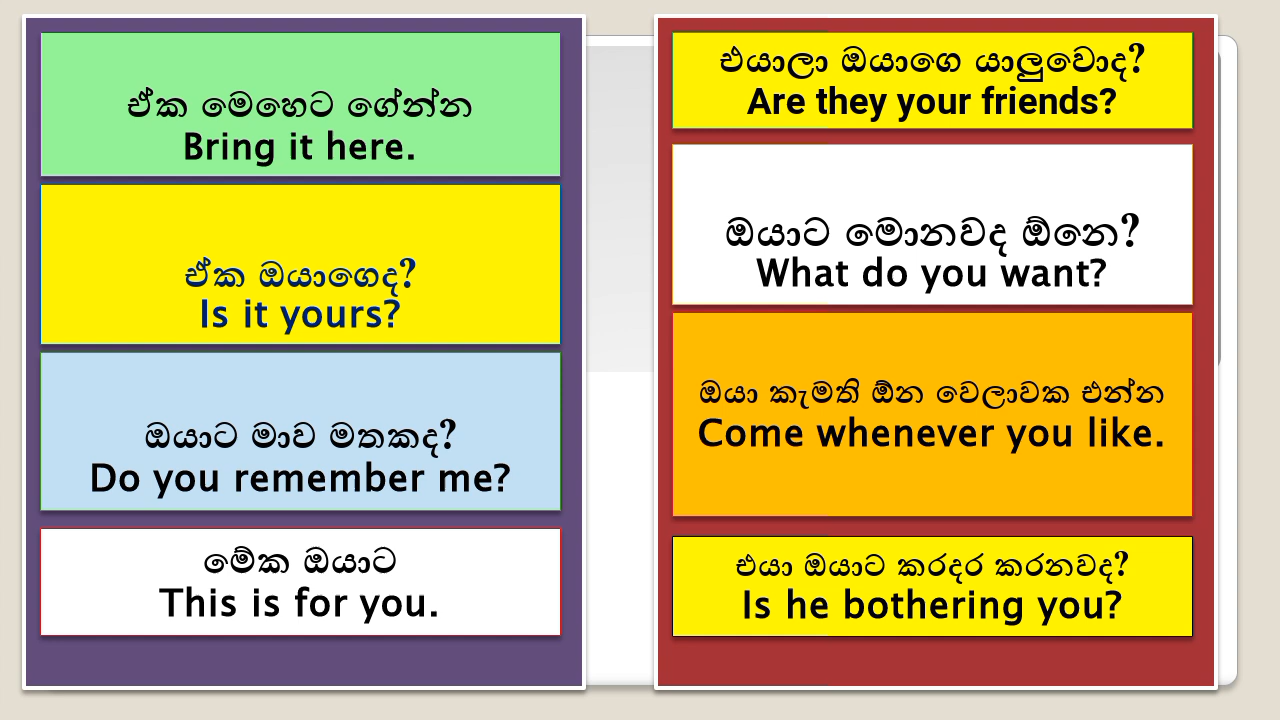 ඒක මෙහෙට ගේන්න
Bring it here.
ඒක ඔයාගෙද?
Is it yours?
ඔයාට මාව මතකද?
Do you remember me?
මේක ඔයාට
This is for you.
එයාලා ඔයාගෙ යාලුවොද?
Are they your friends?
ඔයාට මොනවද ඕනෙ?
What do you want?
ඔයා කැමති ඕන වෙලාවක එන්න
Come whenever you like.
එයා ඔයාට කරදර කරනවද?
Is he bothering you?